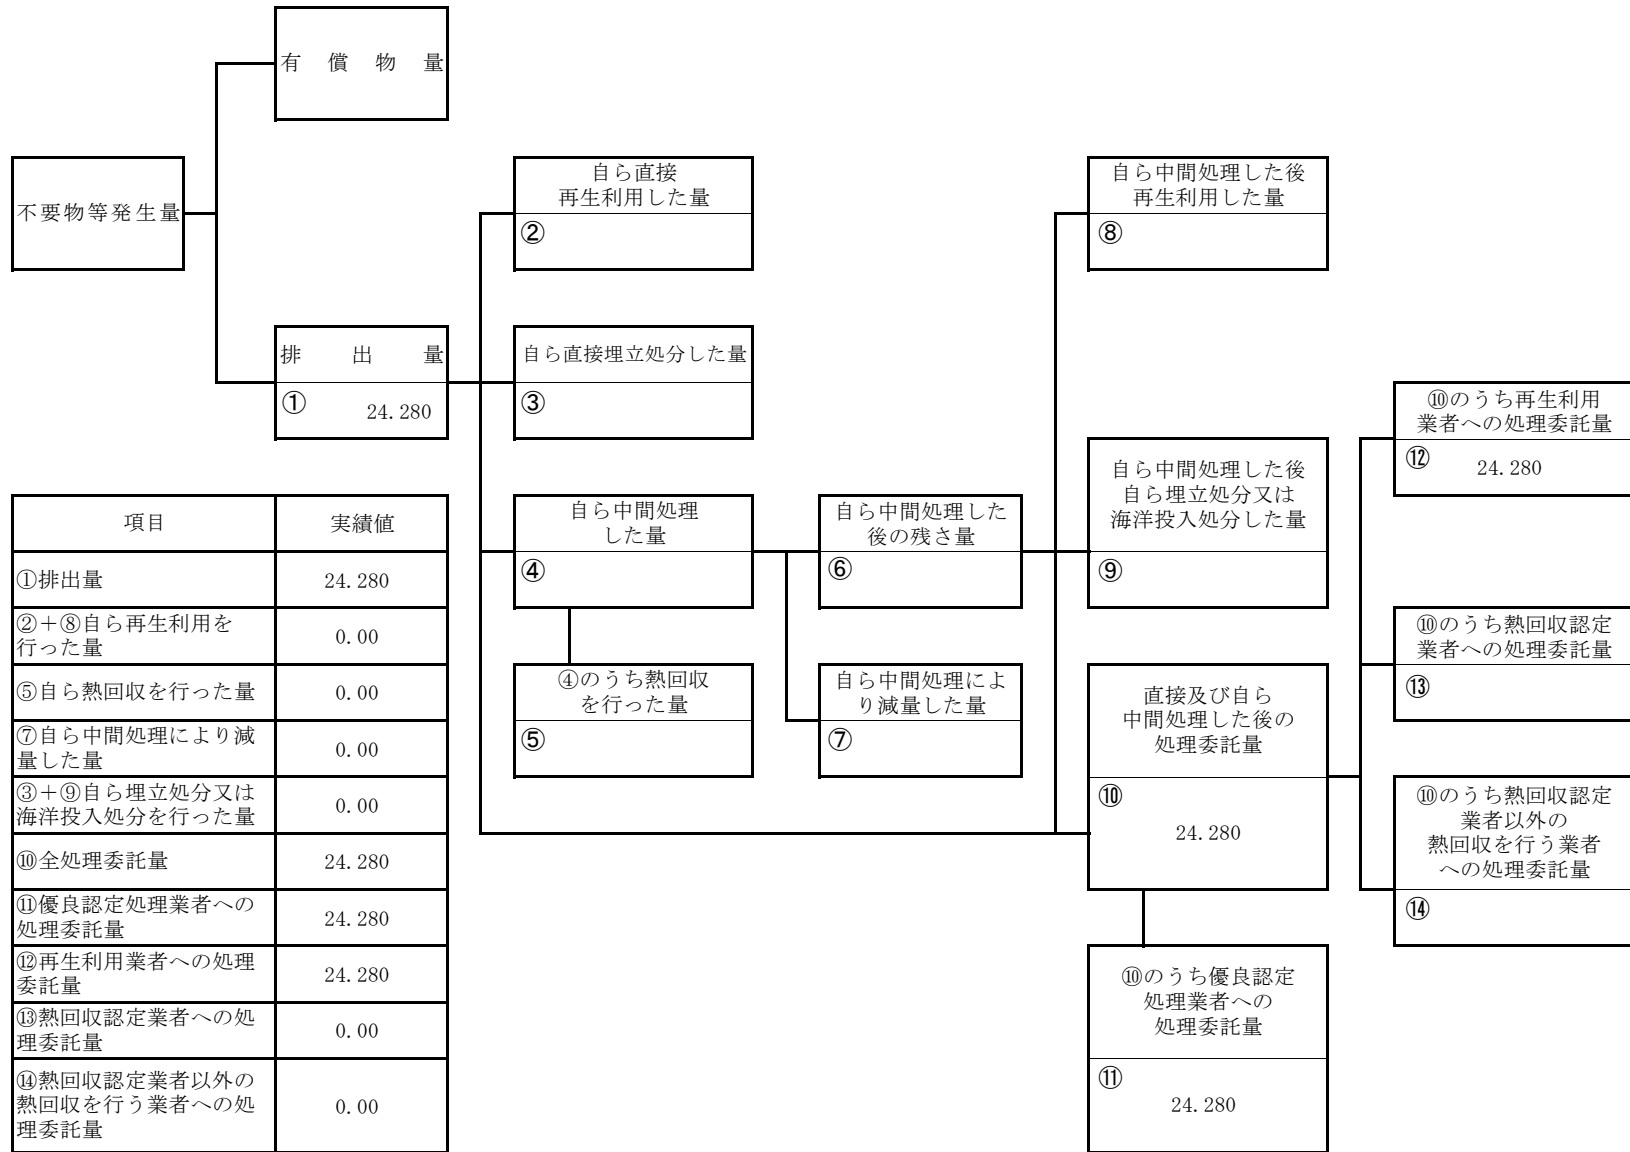 有償物量
不要物等発生量
自ら直接
再生利用した量
②
自ら中間処理した後
再生利用した量
⑧
排出量
① 24.280
自ら直接埋立処分した量
③
⑩のうち再生利用
業者への処理委託量
⑫ 24.280
自ら中間処理
した量
④
自ら中間処理した
後の残さ量
⑥
自ら中間処理した後
自ら埋立処分又は
海洋投入処分した量
⑨
⑩のうち熱回収認定
業者への処理委託量
⑬
④のうち熱回収
を行った量
⑤
自ら中間処理によ
り減量した量
⑦
直接及び自ら
中間処理した後の
処理委託量
⑩
24.280
⑩のうち熱回収認定
業者以外の
熱回収を行う業者
への処理委託量
⑭
⑩のうち優良認定
処理業者への
処理委託量
⑪
24.280
項目 実績値
①排出量 24.280
②＋⑧自ら再生利用を
行った量 0.00
⑤自ら熱回収を行った量 0.00
⑦自ら中間処理により減
量した量 0.00
③＋⑨自ら埋立処分又は
海洋投入処分を行った量 0.00
⑩全処理委託量 24.280
⑪優良認定処理業者への
処理委託量 24.280
⑫再生利用業者への処理
委託量 24.280
⑬熱回収認定業者への処
理委託量 0.00
⑭熱回収認定業者以外の
熱回収を行う業者への処
理委託量 0.00